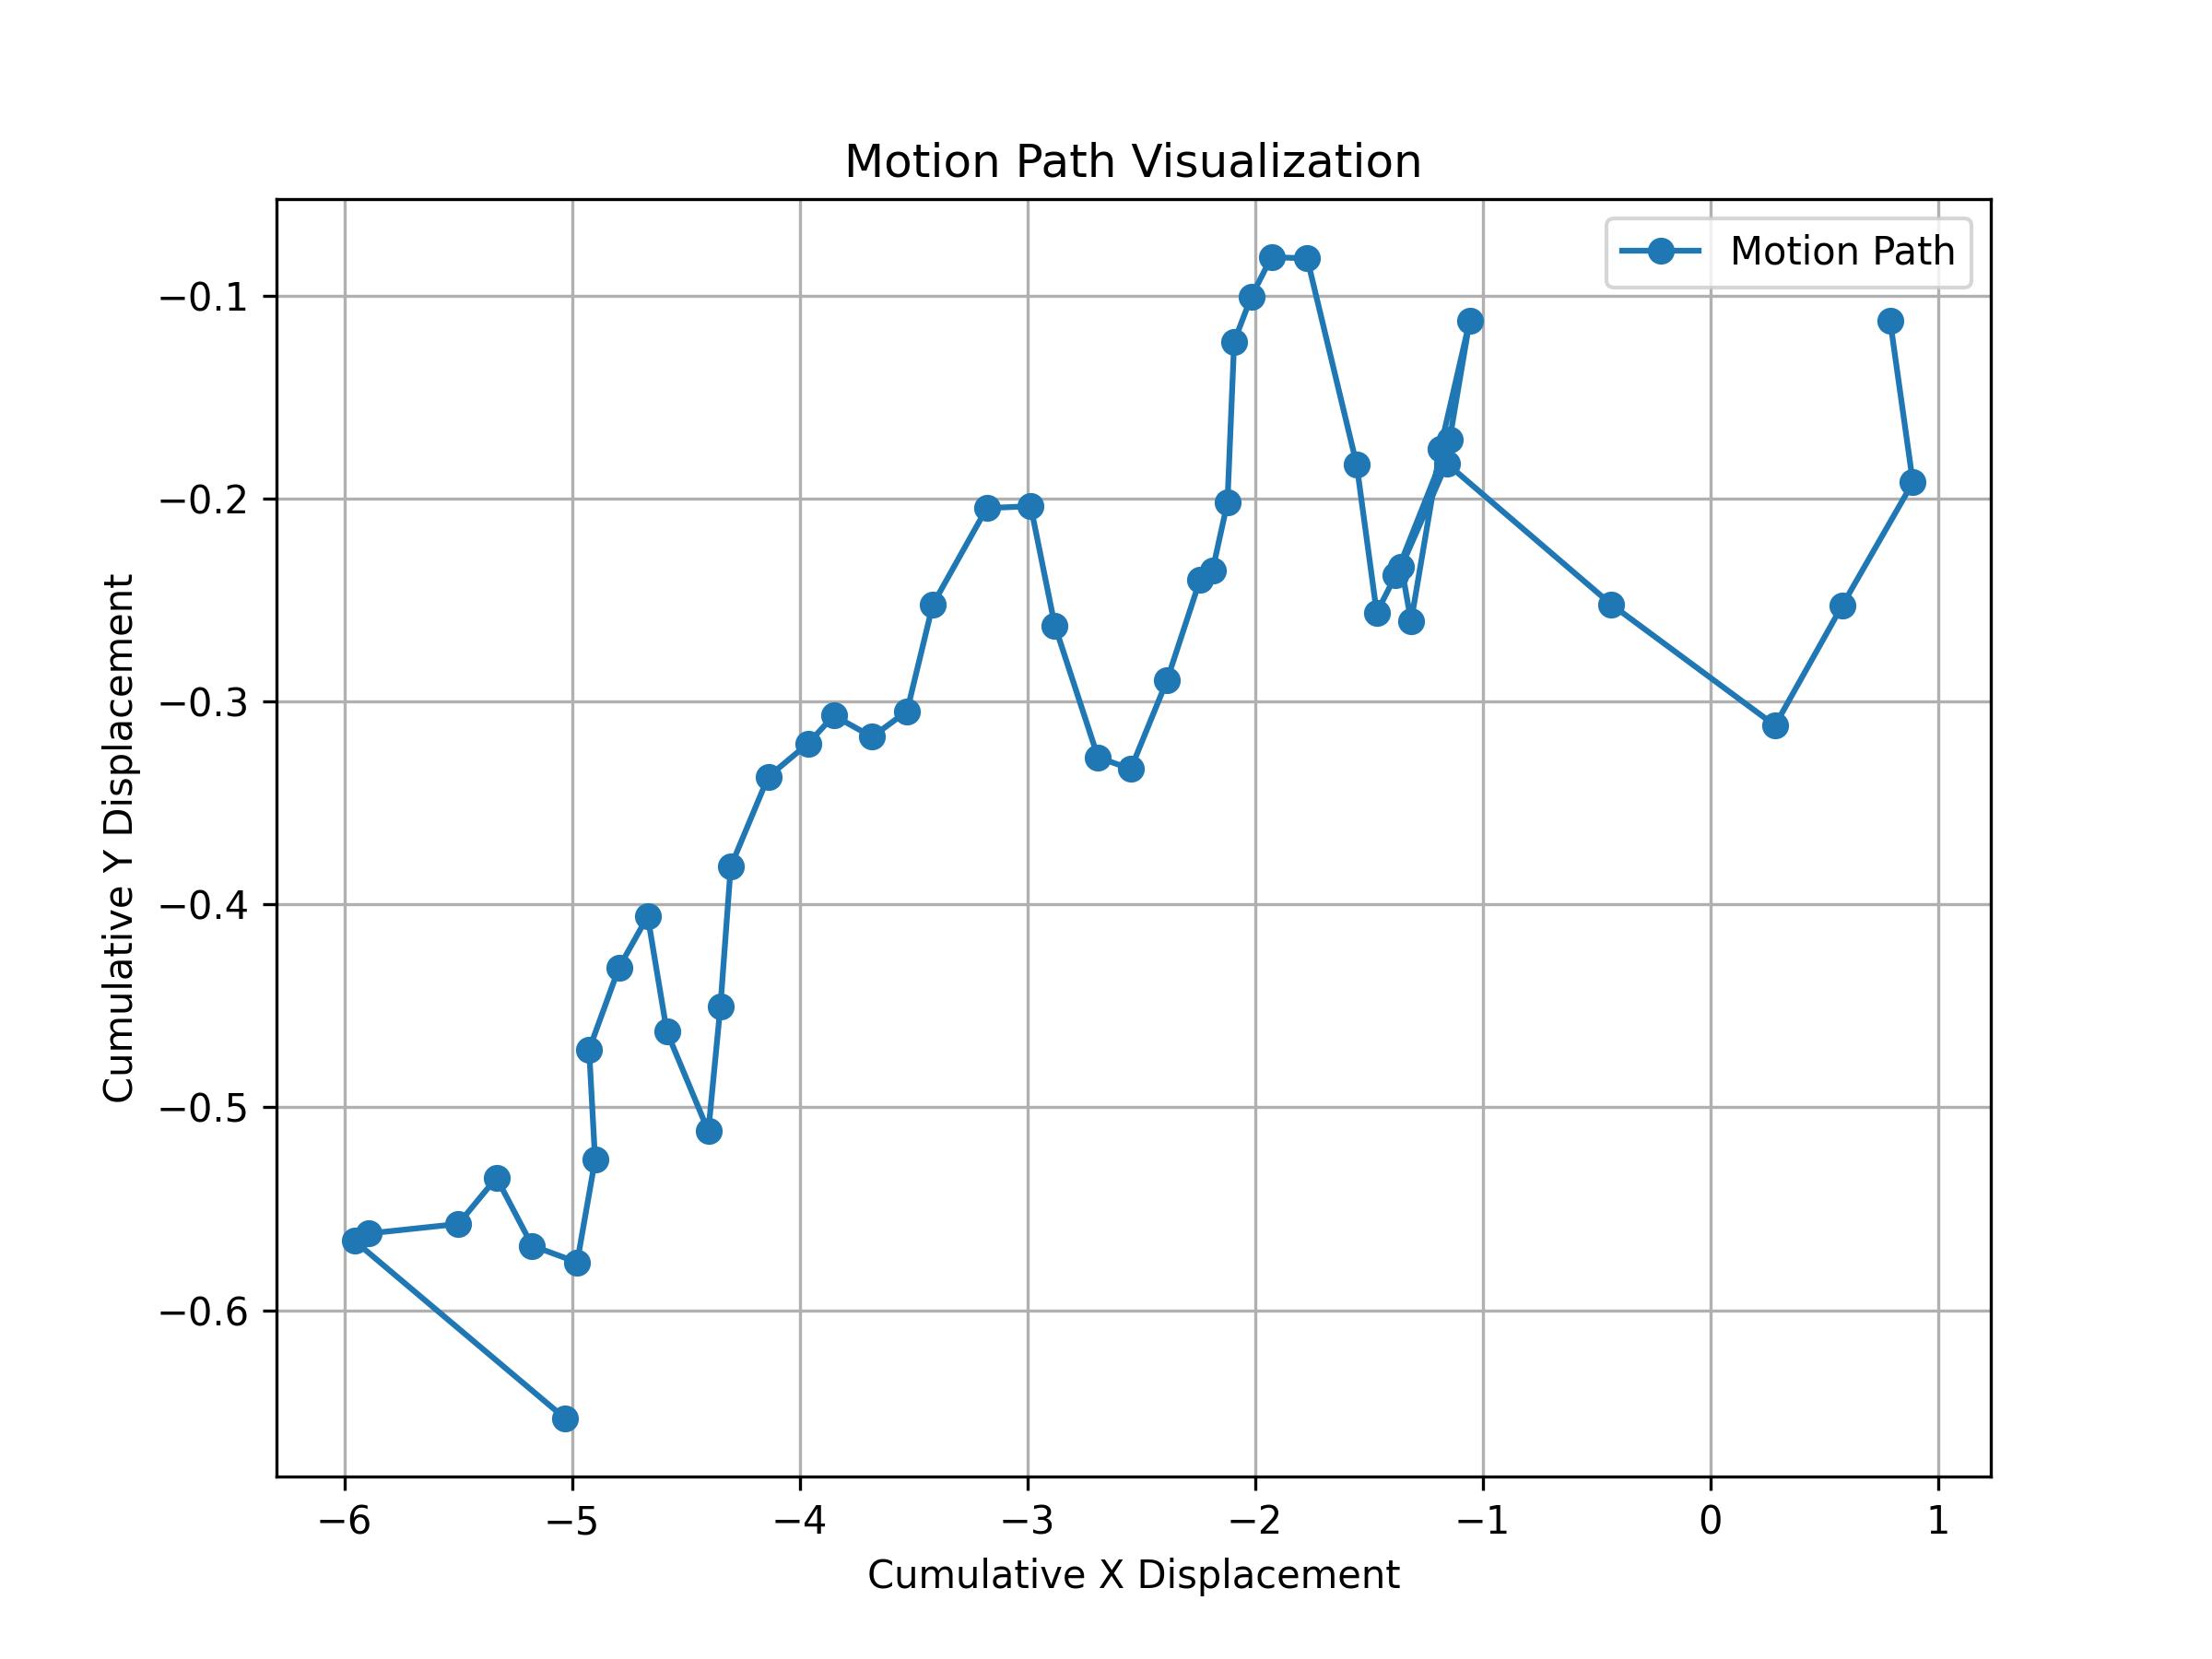 Motion Path Visualization
Motion Path
−0.1
−0.2
−0.3
−0.4
−0.5
−0.6
Cumulative Y Displacement
−6 −5 −4 −3 −2 −1 0 1
Cumulative X Displacement